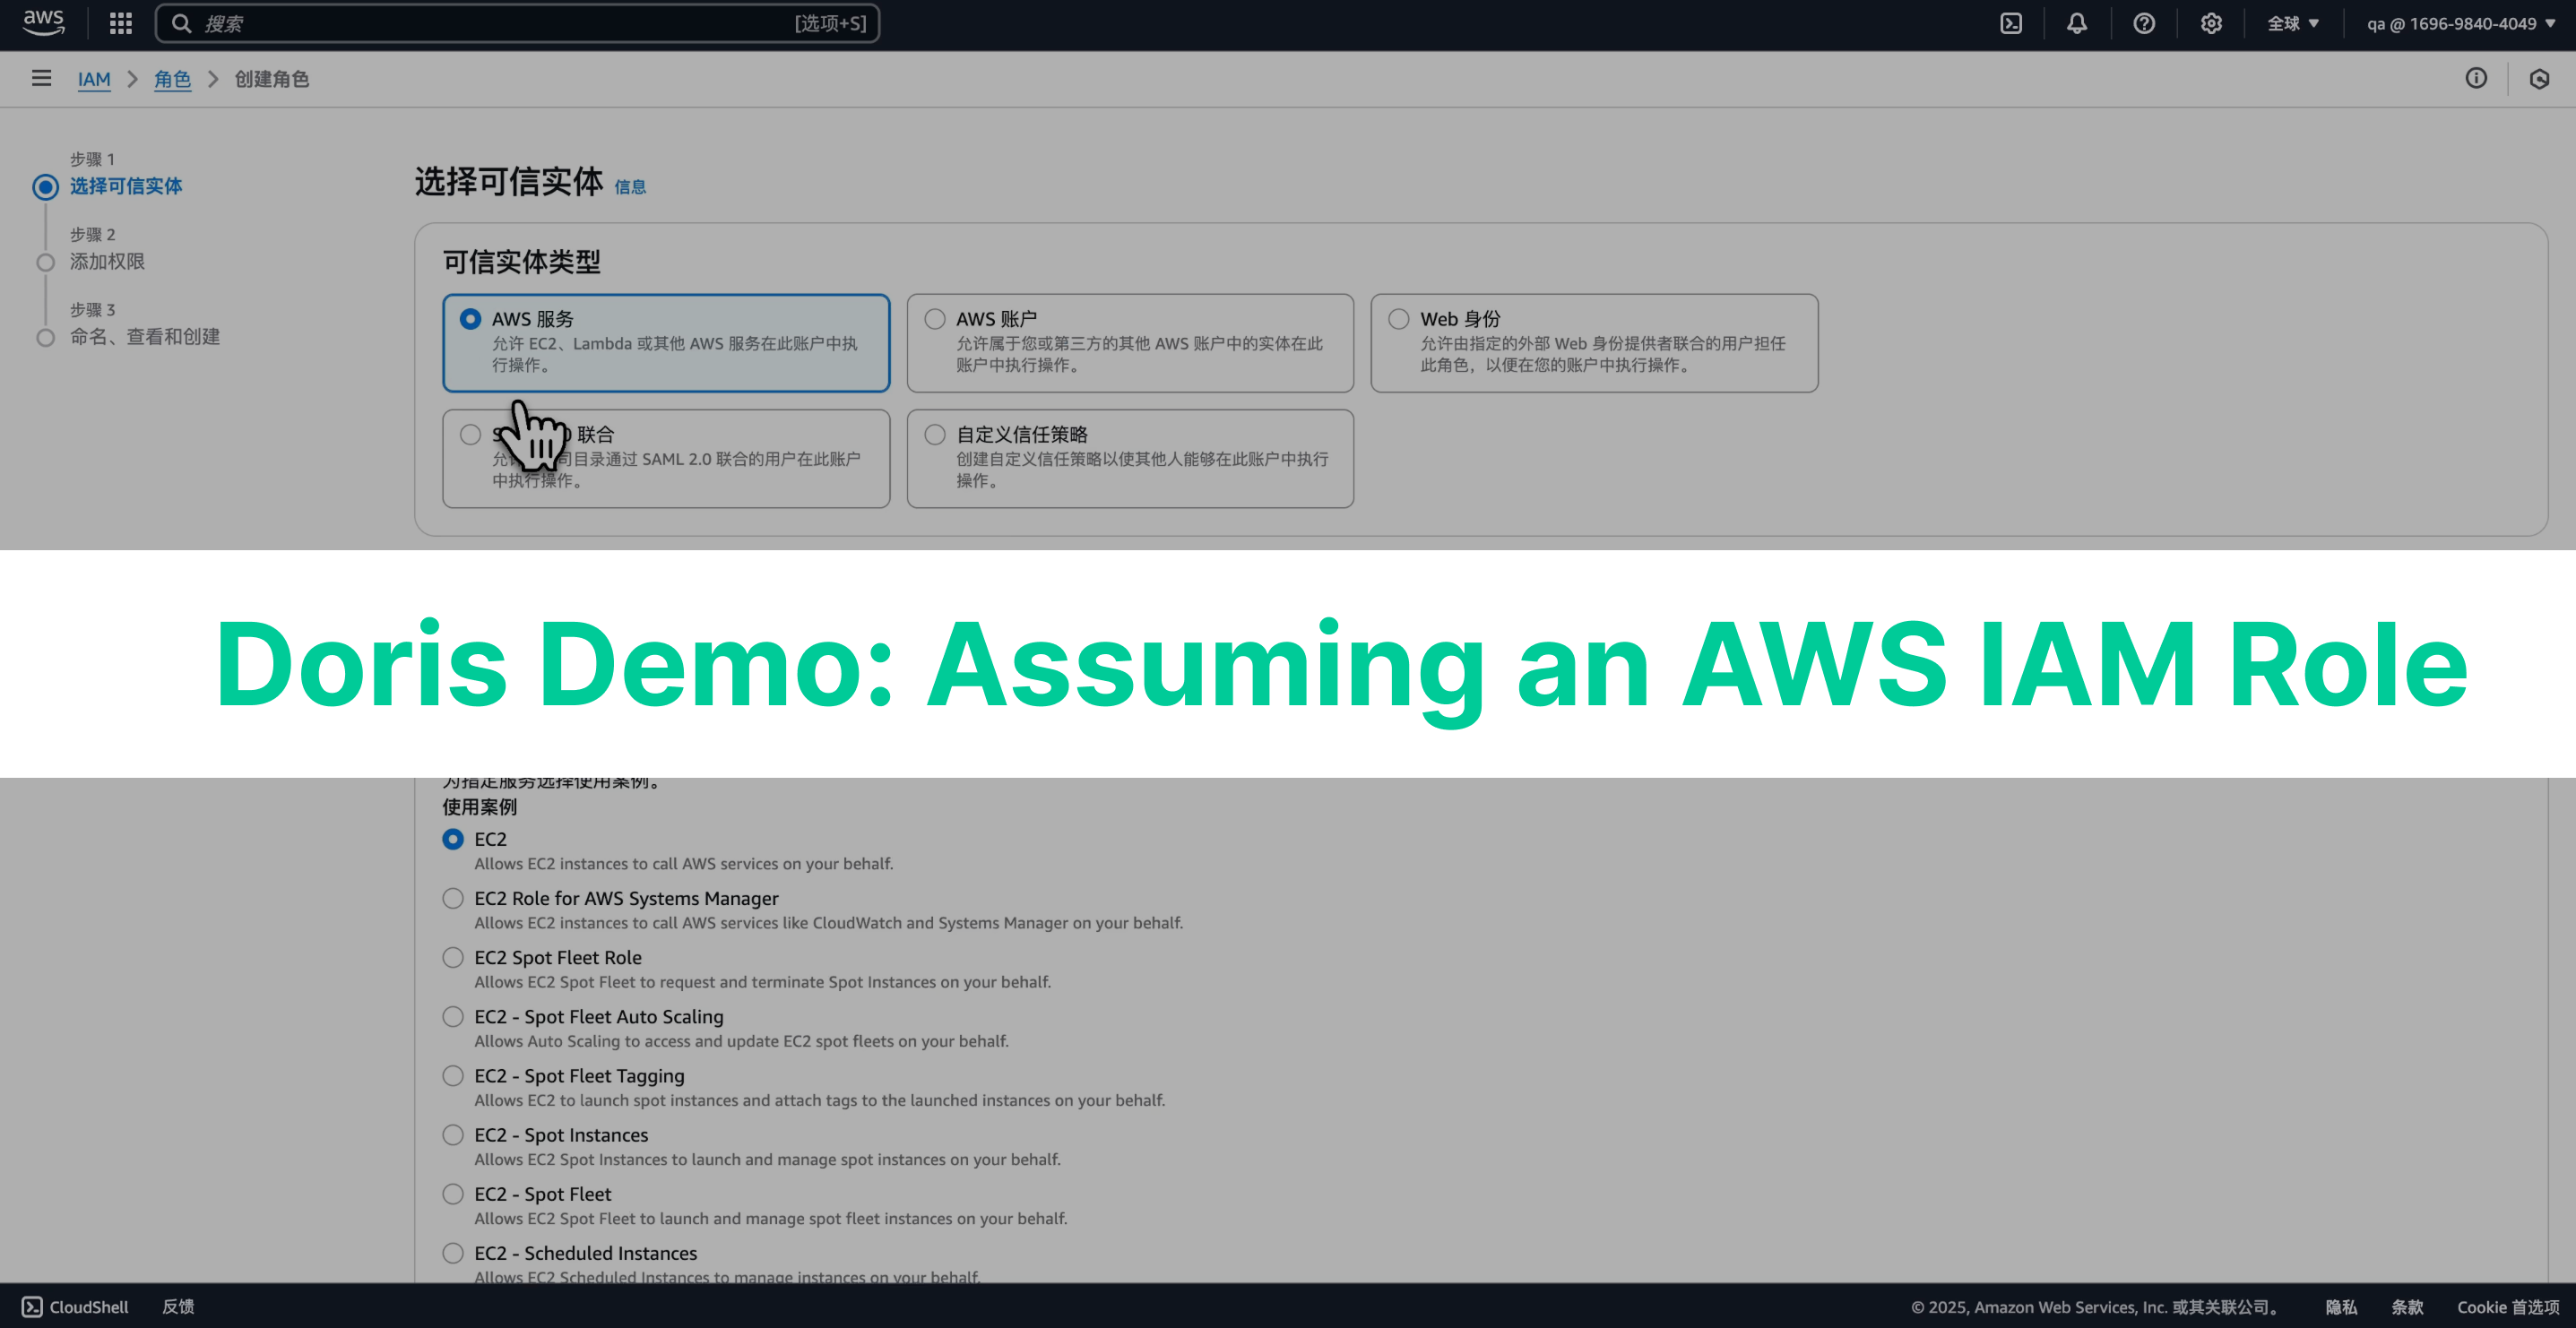 aws
搜索 [选项+S] 全球 ▼ qa @ 1696-9840-4049 ▼
IAM > 角色 > 创建角色
步骤 1
选择可信实体
步骤 2
添加权限
步骤 3
命名、查看和创建
选择可信实体 信息
可信实体类型
AWS 服务
允许 EC2、Lambda 或其他 AWS 服务在此账户中执
行操作。
AWS 账户
允许属于您或第三方的其他 AWS 账户中的实体在此
账户中执行操作。
Web 身份
允许由指定的外部 Web 身份提供者联合的用户担任
此角色，以便在您的账户中执行操作。
联合
司目录通过 SAML 2.0 联合的用户在此账户
中执行操作。
自定义信任策略
创建自定义信任策略以使其他人能够在此账户中执行
操作。
Doris Demo: Assuming an AWS IAM Role
为指定服务选择使用案例。
使用案例
EC2
Allows EC2 instances to call AWS services on your behalf.
EC2 Role for AWS Systems Manager
Allows EC2 instances to call AWS services like CloudWatch and Systems Manager on your behalf.
EC2 Spot Fleet Role
Allows EC2 Spot Fleet to request and terminate Spot Instances on your behalf.
EC2 - Spot Fleet Auto Scaling
Allows Auto Scaling to access and update EC2 spot fleets on your behalf.
EC2 - Spot Fleet Tagging
Allows EC2 to launch spot instances and attach tags to the launched instances on your behalf.
EC2 - Spot Instances
Allows EC2 Spot Instances to launch and manage spot instances on your behalf.
EC2 - Spot Fleet
Allows EC2 Spot Fleet to launch and manage spot fleet instances on your behalf.
EC2 - Scheduled Instances
Allows EC2 Scheduled Instances to manage instances on your behalf.
CloudShell 反馈 © 2025, Amazon Web Services, Inc. 或其关联公司。 隐私 条款 Cookie 首选项